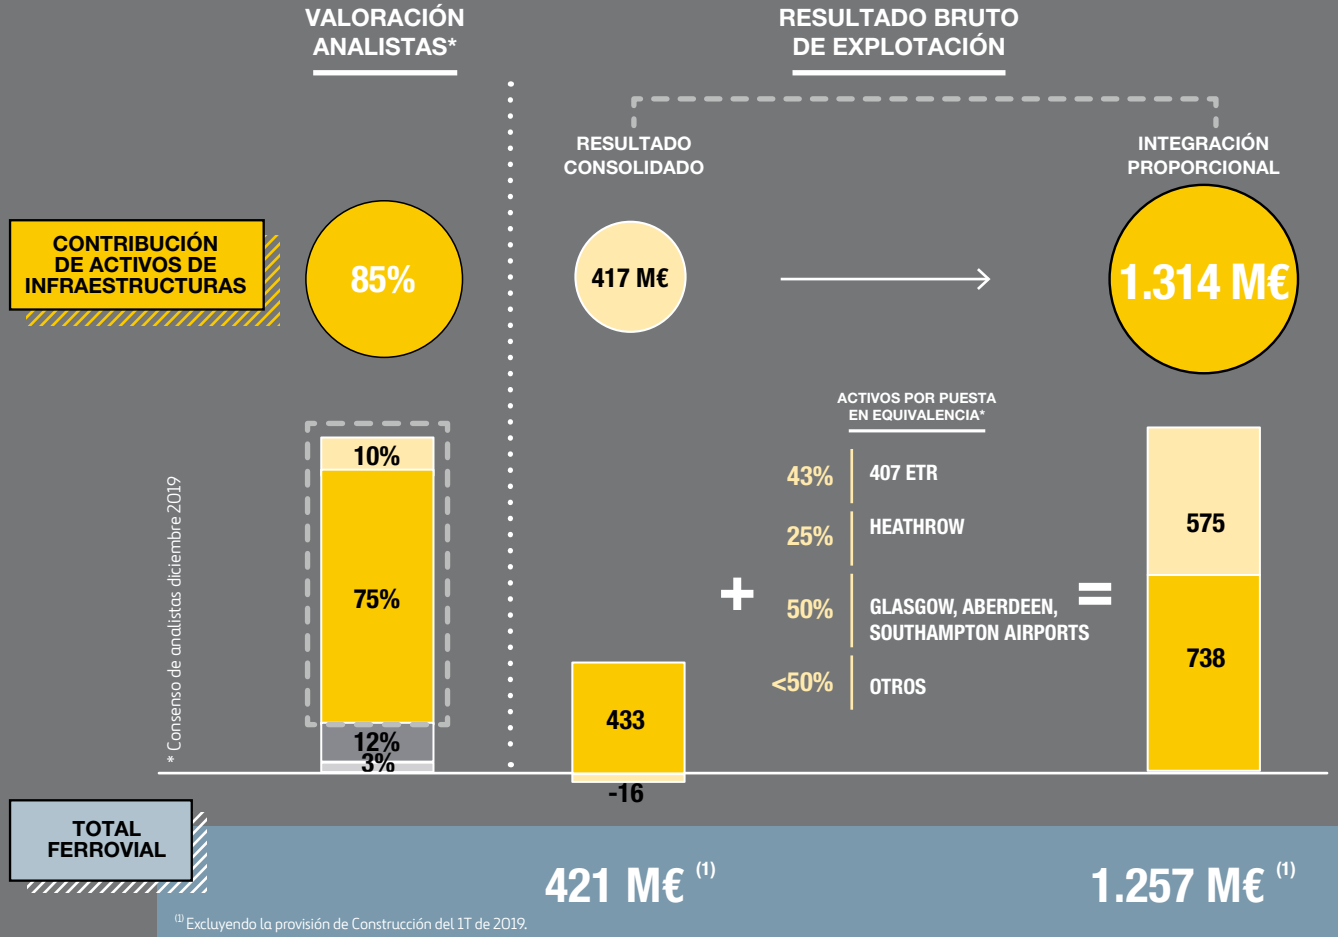 VALORACIÓN
ANALISTAS*
RESULTADO BRUTO
DE EXPLOTACIÓN
RESULTADO
CONSOLIDADO
INTEGRACIÓN
PROPORCIONAL
CONTRIBUCIÓN
DE ACTIVOS DE
INFRAESTRUCTURAS
85%
417 M€
1.314 M€
ACTIVOS POR PUESTA
EN EQUIVALENCIA*
10%
75%
12%
3%
* Consenso de analistas diciembre 2019
433
-16
+
43% 407 ETR
25% HEATHROW
50% GLASGOW, ABERDEEN,
SOUTHAMPTON AIRPORTS
<50% OTROS
=
575
738
TOTAL
FERROVIAL
421 M€ (1)
1.257 M€ (1)
(1) Excluyendo la provisión de Construcción del 1T de 2019.